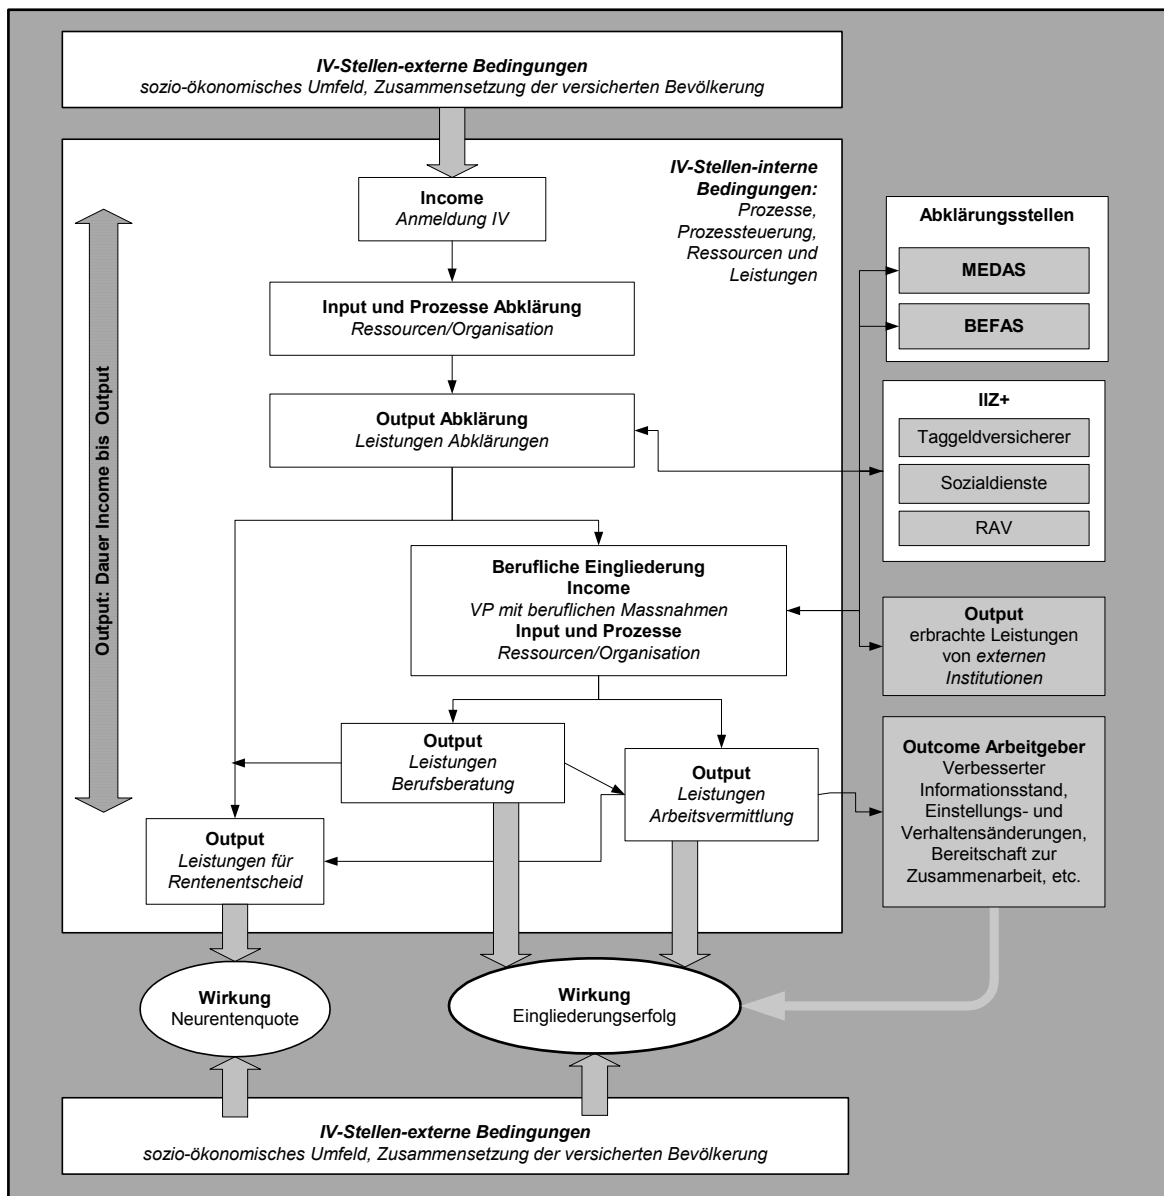 IV-Stellen-externe Bedingungen
sozio-ökonomisches Umfeld, Zusammensetzung der versicherten Bevölkerung
IV-Stellen-interne
Bedingungen:
Prozesse,
Prozessteuerung,
Ressourcen und
Leistungen
Income
Anmeldung IV
Input und Prozesse Abklärung
Ressourcen/Organisation
Output Abklärung
Leistungen Abklärungen
Output: Dauer Income bis Output
Berufliche Eingliederung
Income
VP mit beruflichen Massnahmen
Input und Prozesse
Ressourcen/Organisation
Output
Leistungen
Berufsberatung
Output
Leistungen
Arbeitsvermittlung
Output
Leistungen für
Rentenentscheid
Abklärungsstellen
MEDAS
BEFAS
IIZ+
Taggeldversicherer
Sozialdienste
RAV
Output
erbrachte Leistungen
von externen
Institutionen
Outcome Arbeitgeber
Verbesserter
Informationsstand,
Einstellungs- und
Verhaltensänderungen,
Bereitschaft zur
Zusammenarbeit, etc.
Wirkung
Neurentenquote
Wirkung
Eingliederungserfolg
IV-Stellen-externe Bedingungen
sozio-ökonomisches Umfeld, Zusammensetzung der versicherten Bevölkerung